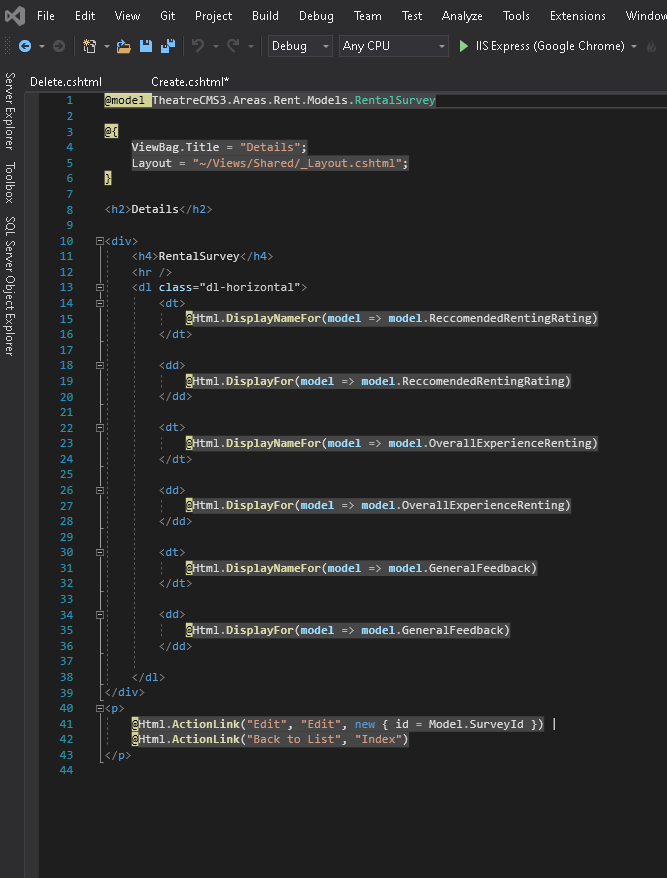 File Edit View Git Project Build Debug Team Test Analyze Tools Extensions Window
Debug Any CPU IIS Express (Google Chrome)
Server Explorer
Toolbox
SQL Server Object Explorer
Delete.cshtml Create.cshtml*
1 @model TheatreCMS3.Areas.Rent.Models.RentalSurvey
2
3 @{
4 ViewBag.Title = "Details";
5 Layout = "~/Views/Shared/_Layout.cshtml";
6 }
7
8 <h2>Details</h2>
9
10 <div>
11 <h4>RentalSurvey</h4>
12 <hr />
13 <dl class="dl-horizontal">
14 <dt>
15 @Html.DisplayNameFor(model => model.ReccomendedRentingRating)
16 </dt>
17
18 <dd>
19 @Html.DisplayFor(model => model.ReccomendedRentingRating)
20 </dd>
21
22 <dt>
23 @Html.DisplayNameFor(model => model.OverallExperienceRenting)
24 </dt>
25
26 <dd>
27 @Html.DisplayFor(model => model.OverallExperienceRenting)
28 </dd>
29
30 <dt>
31 @Html.DisplayNameFor(model => model.GeneralFeedback)
32 </dt>
33
34 <dd>
35 @Html.DisplayFor(model => model.GeneralFeedback)
36 </dd>
37
38 </dl>
39 </div>
40 <p>
41 @Html.ActionLink("Edit", "Edit", new { id = Model.SurveyId }) |
42 @Html.ActionLink("Back to List", "Index")
43 </p>
44